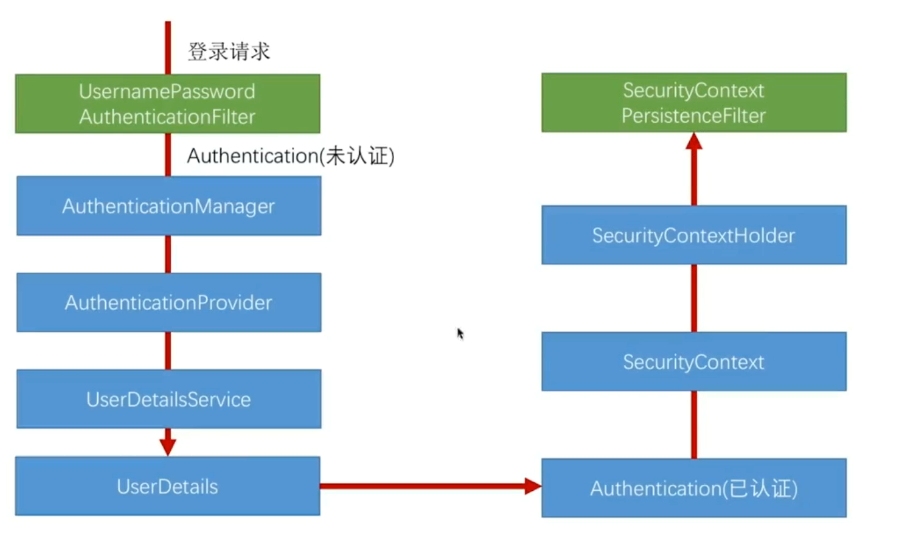 登录请求
UsernamePassword
AuthenticationFilter
Authentication(未认证)
AuthenticationManager
AuthenticationProvider
UserDetailsService
UserDetails
SecurityContext
PersistenceFilter
SecurityContextHolder
SecurityContext
Authentication(已认证)